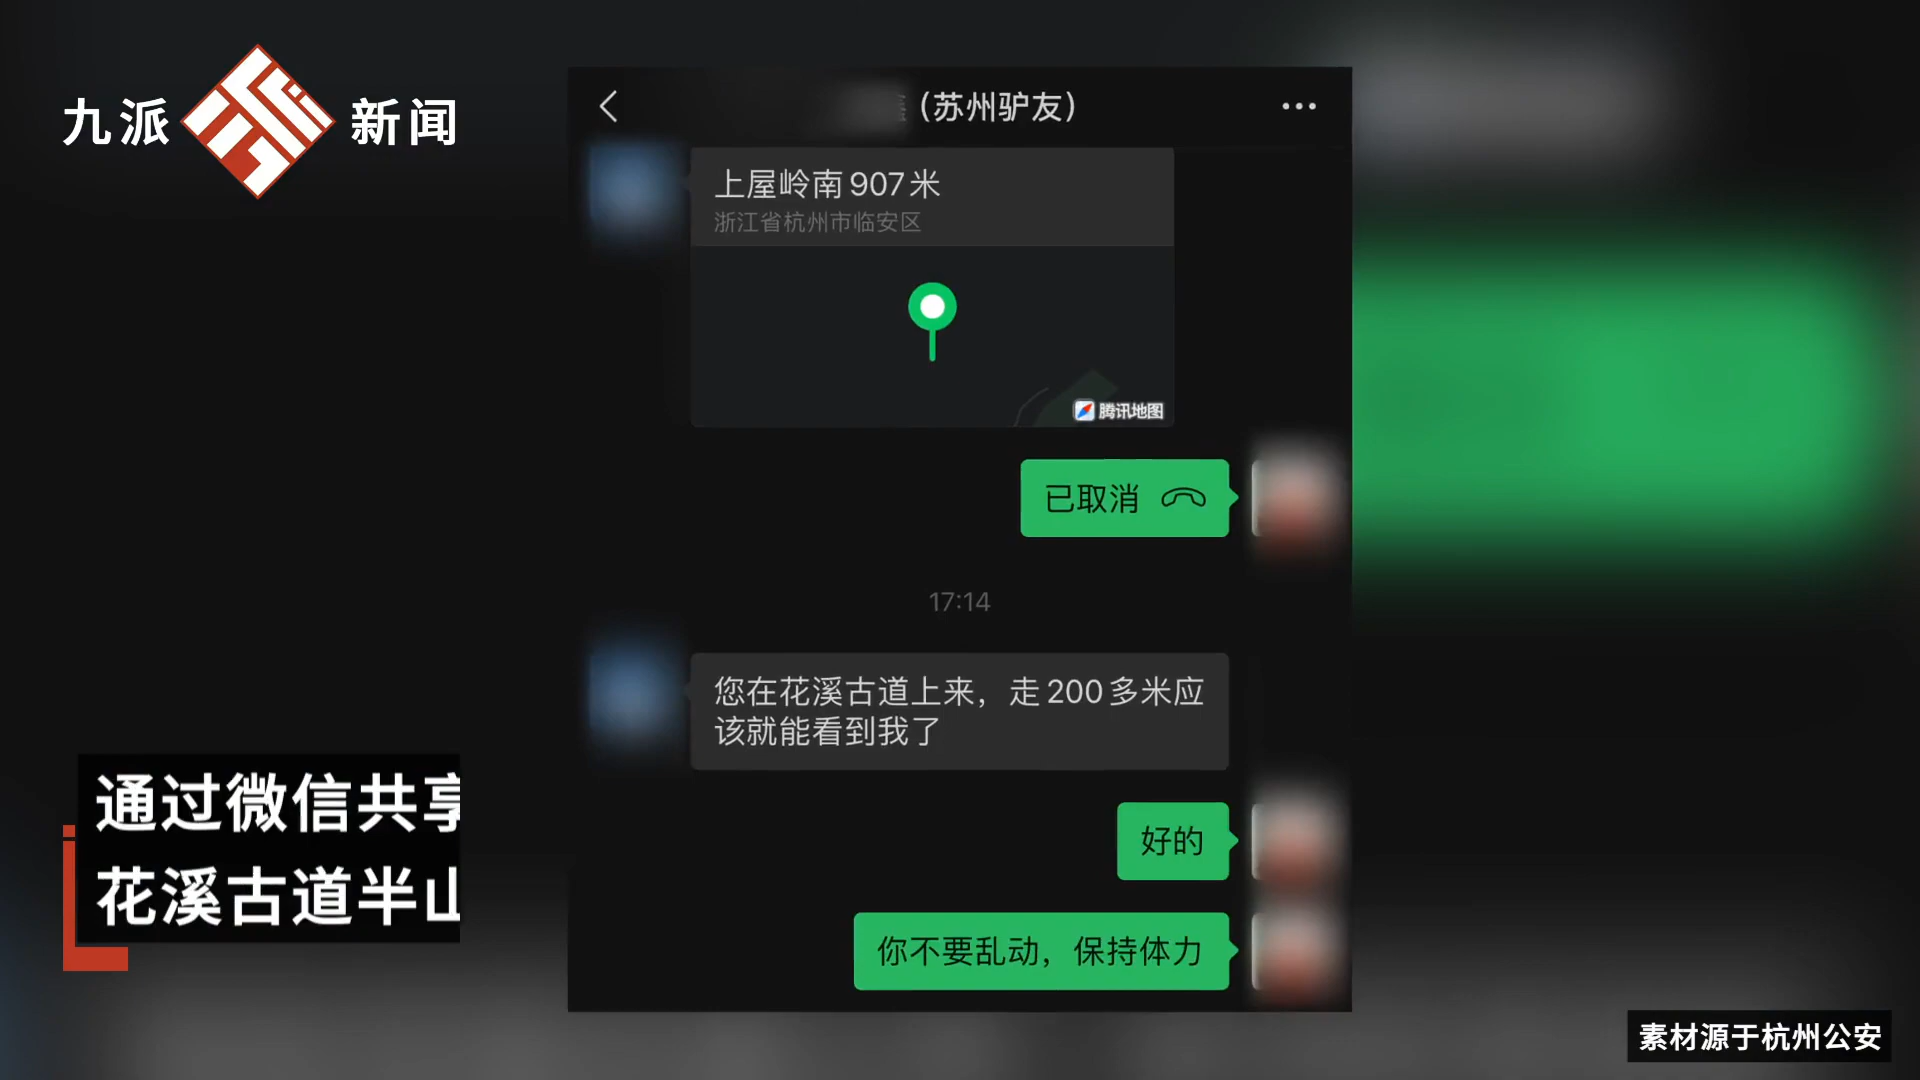 九派新闻
（苏州驴友）
上屋岭南907米
浙江省杭州市临安区
腾讯地图
已取消
17:14
您在花溪古道上来，走200多米应
该就能看到我了
好的
你不要乱动，保持体力
通过微信共享
花溪古道半山
素材源于杭州公安